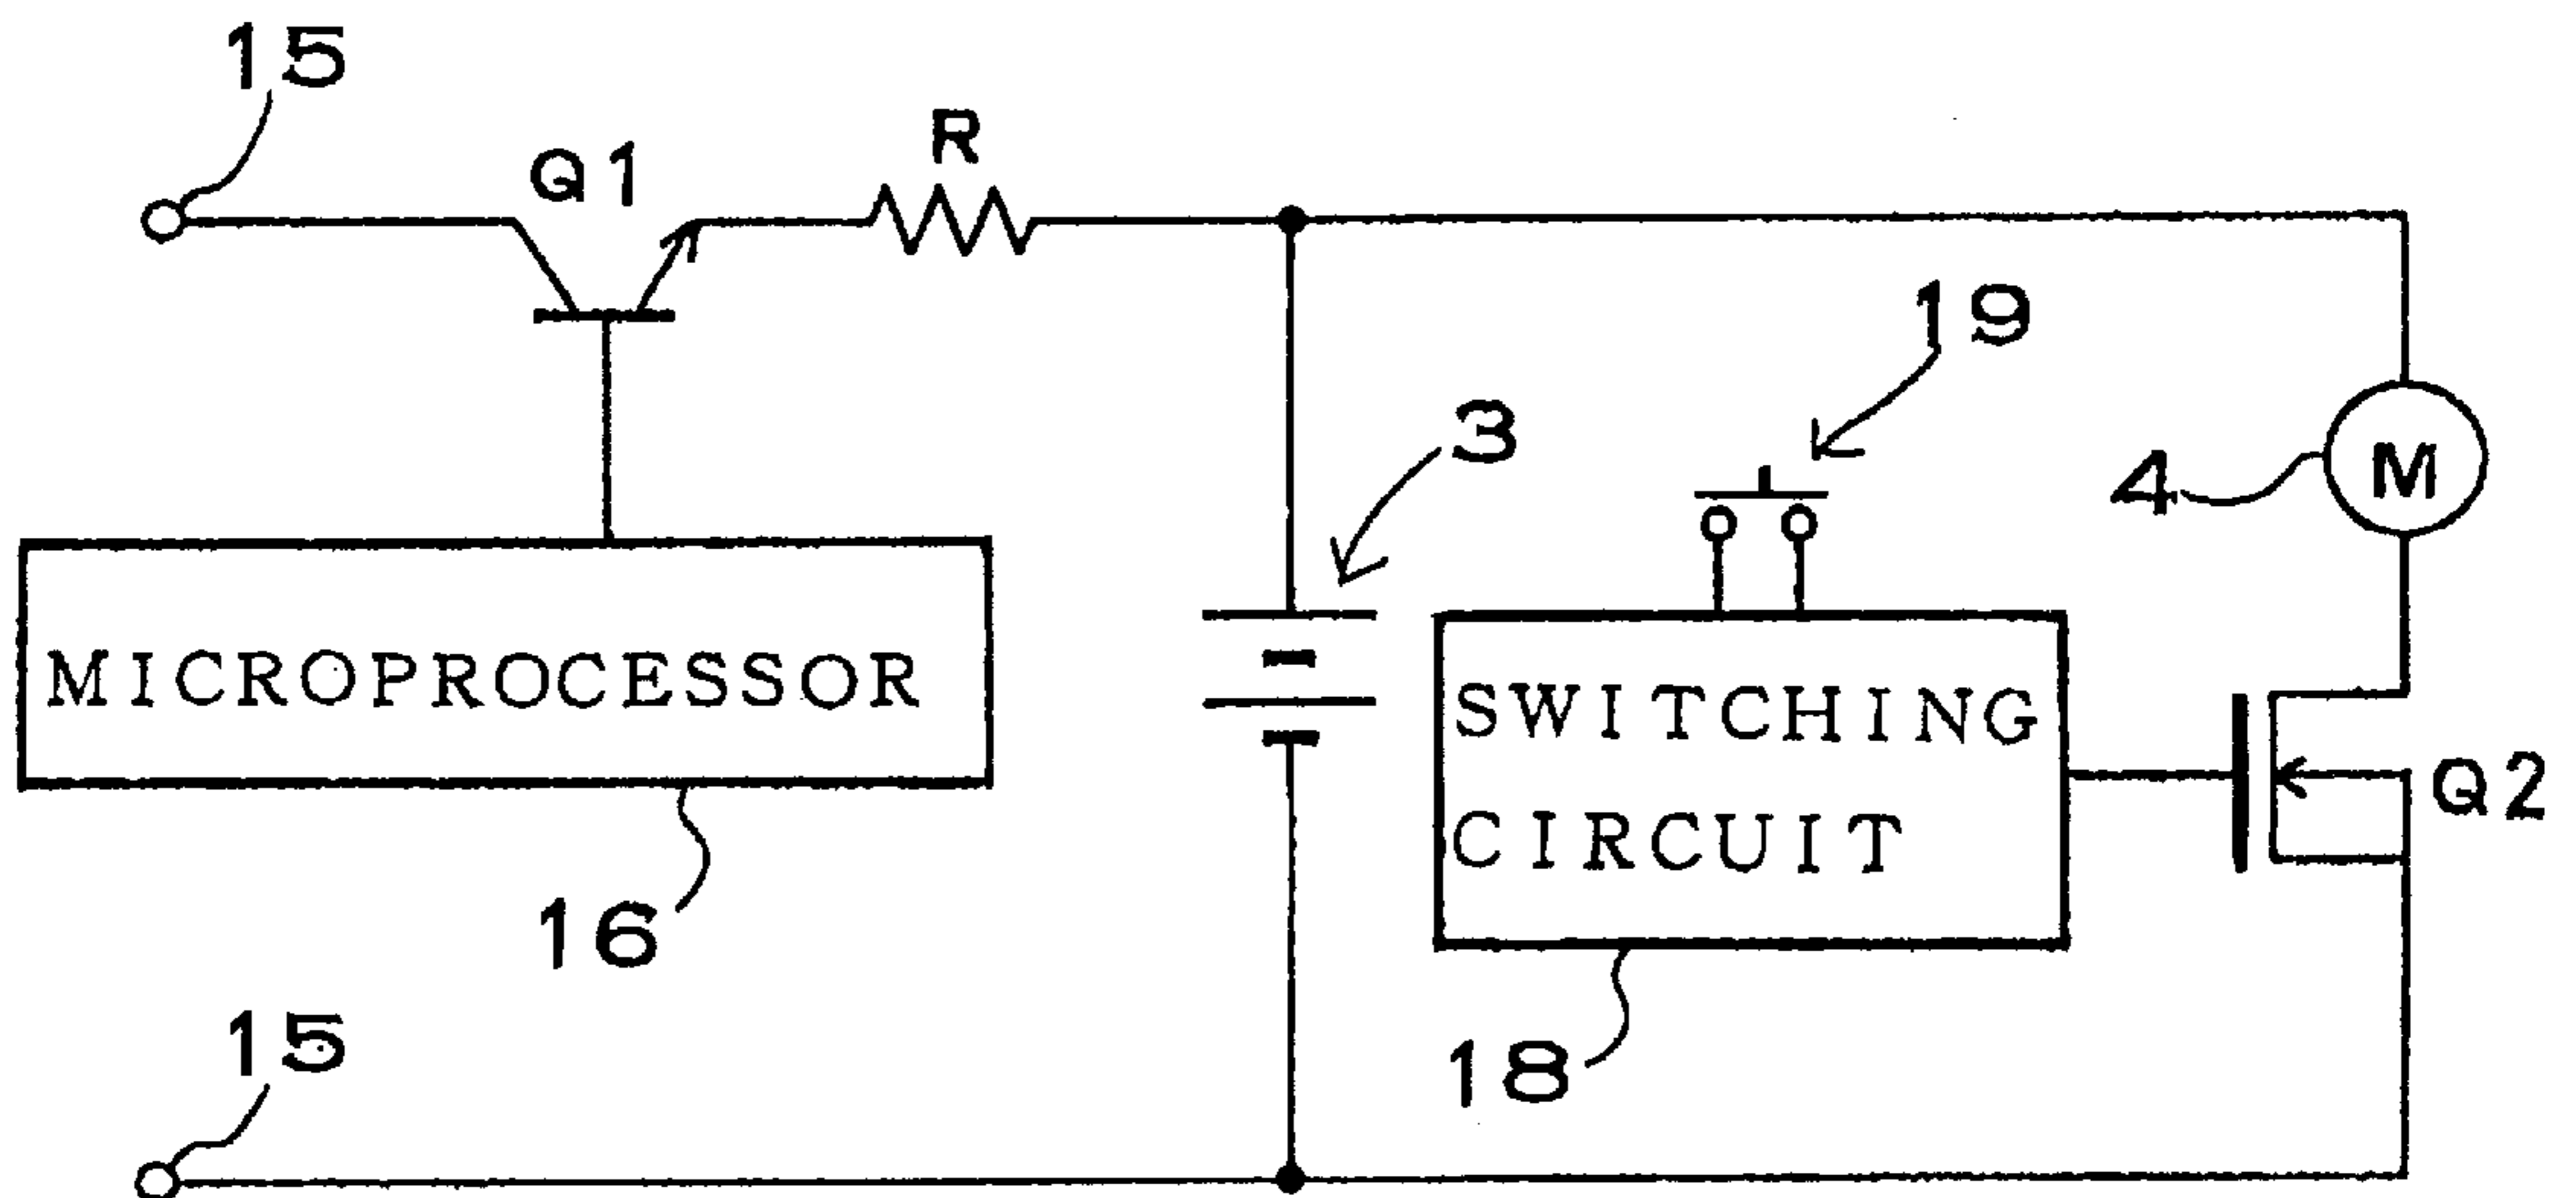 15
Q1
R
19
3
4
M
MICROPROCESSOR
SWITCHING
CIRCUIT
Q2
16
15
18